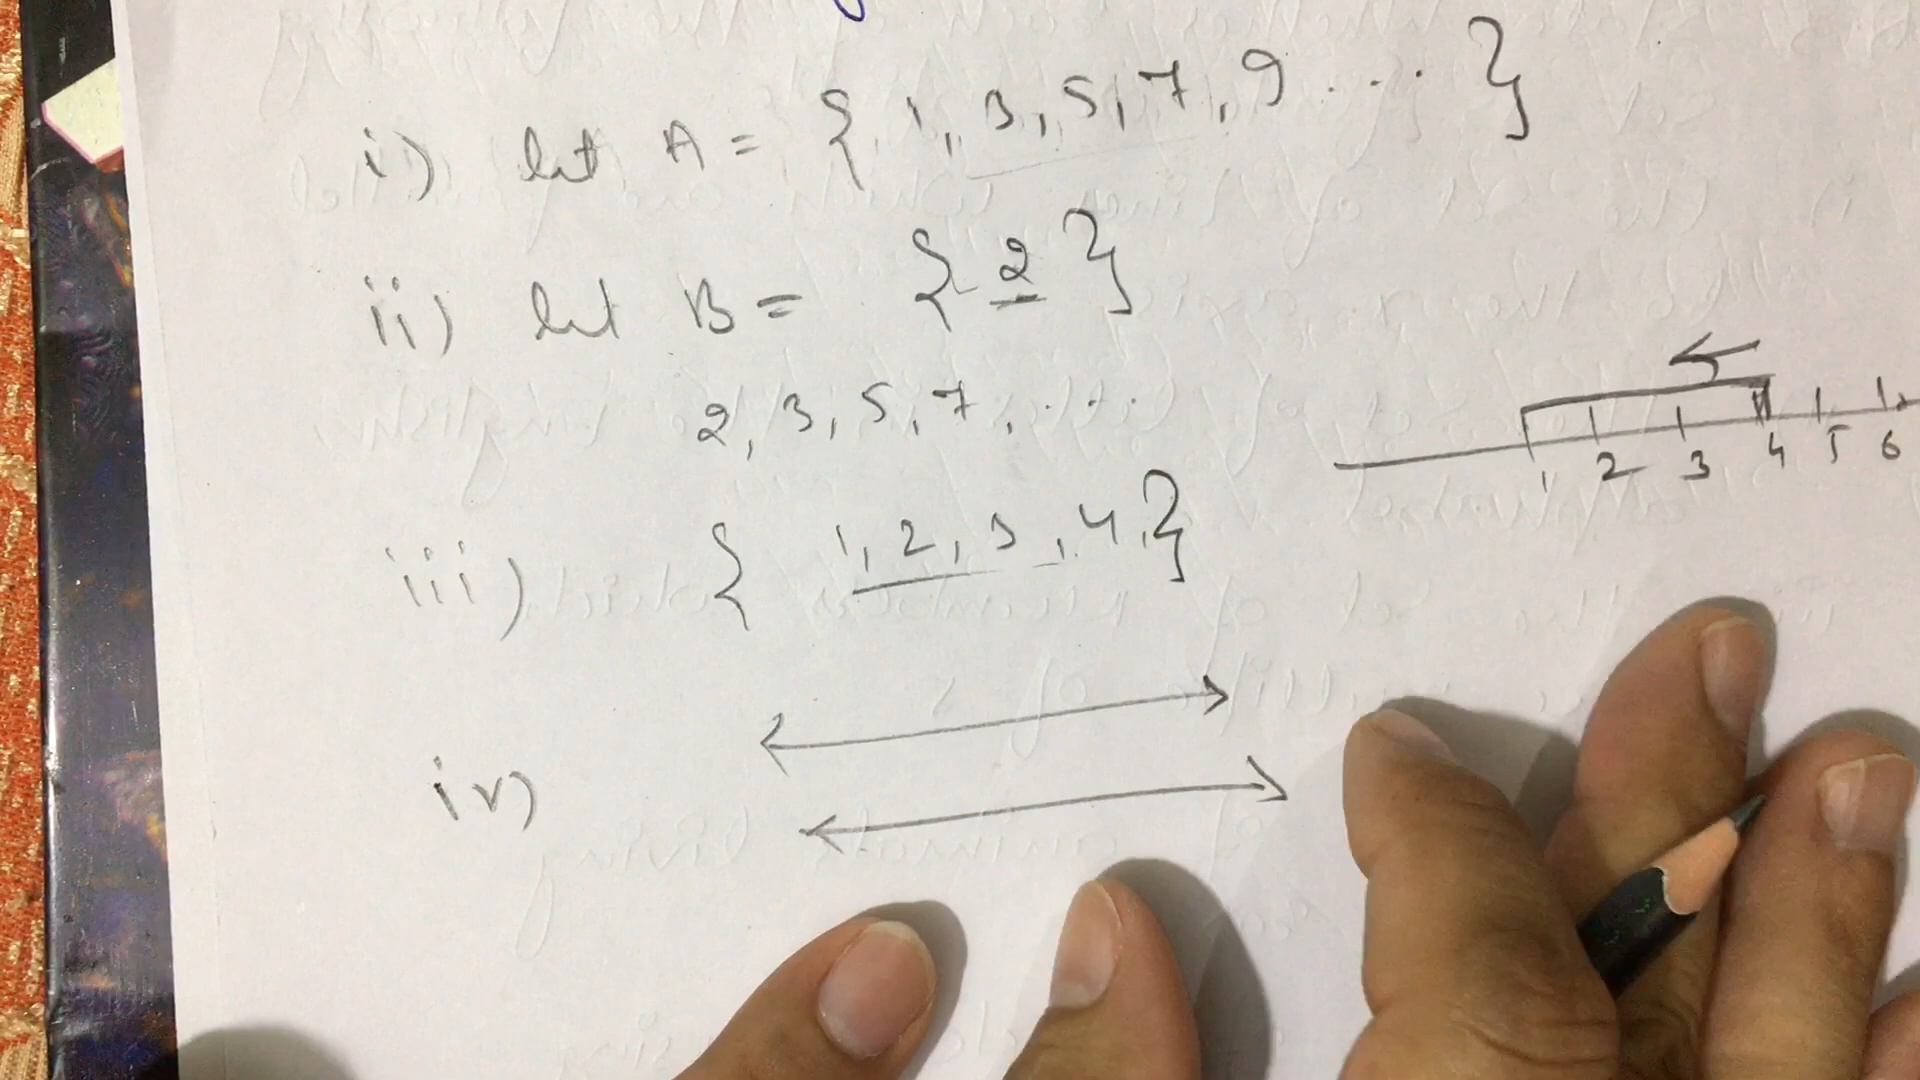 i) let A = { 1, 3, 5, 7, 9 ... }
ii) let B = { 2 }
2, 3, 5, 7, ...
1 2 3 4 5 6
iii) { 1, 2, 3, 4, }
iv)